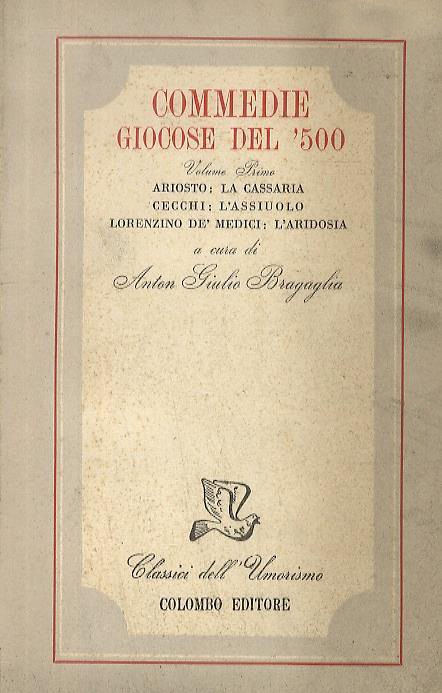 COMMEDIE
GIOCOSE DEL '500
Volume Primo
ARIOSTO: LA CASSARIA
CECCHI: L'ASSIUOLO
LORENZINO DE' MEDICI: L'ARIDOSIA
a cura di
Anton Giulio Bragaglia
Classici dell'Umorismo
COLOMBO EDITORE